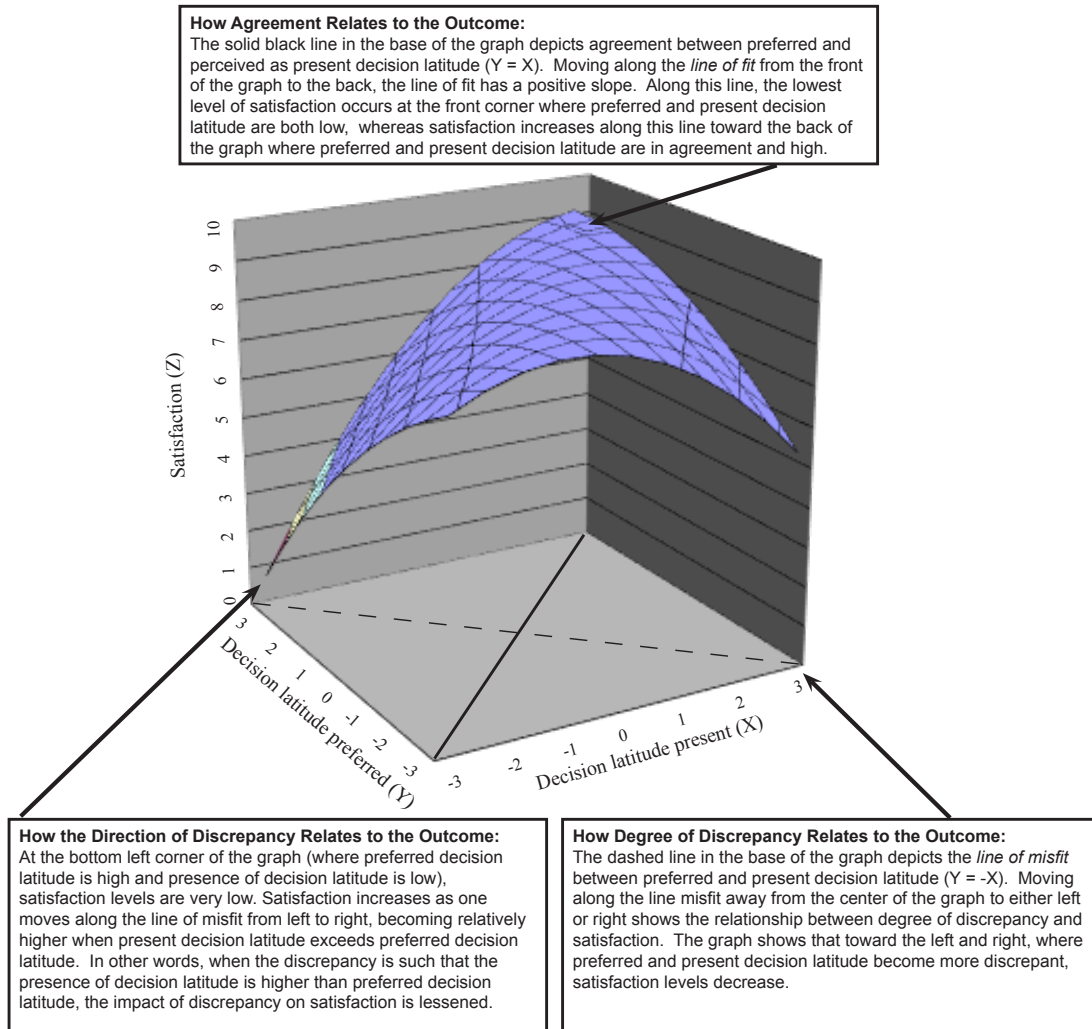 How Agreement Relates to the Outcome:
The solid black line in the base of the graph depicts agreement between preferred and
perceived as present decision latitude (Y = X). Moving along the line of fit from the front
of the graph to the back, the line of fit has a positive slope. Along this line, the lowest
level of satisfaction occurs at the front corner where preferred and present decision
latitude are both low, whereas satisfaction increases along this line toward the back of
the graph where preferred and present decision latitude are in agreement and high.
10
9
8
7
6
5
4
3
2
1
0
Satisfaction (Z)
3
2
1
0
-1
-2
-3
Decision latitude preferred (Y)
-3
-2
-1
0
1
2
3
Decision latitude present (X)
How the Direction of Discrepancy Relates to the Outcome:
At the bottom left corner of the graph (where preferred decision
latitude is high and presence of decision latitude is low),
satisfaction levels are very low. Satisfaction increases as one
moves along the line of misfit from left to right, becoming relatively
higher when present decision latitude exceeds preferred decision
latitude. In other words, when the discrepancy is such that the
presence of decision latitude is higher than preferred decision
latitude, the impact of discrepancy on satisfaction is lessened.
How Degree of Discrepancy Relates to the Outcome:
The dashed line in the base of the graph depicts the line of misfit
between preferred and present decision latitude (Y = -X). Moving
along the line misfit away from the center of the graph to either left
or right shows the relationship between degree of discrepancy and
satisfaction. The graph shows that toward the left and right, where
preferred and present decision latitude become more discrepant,
satisfaction levels decrease.